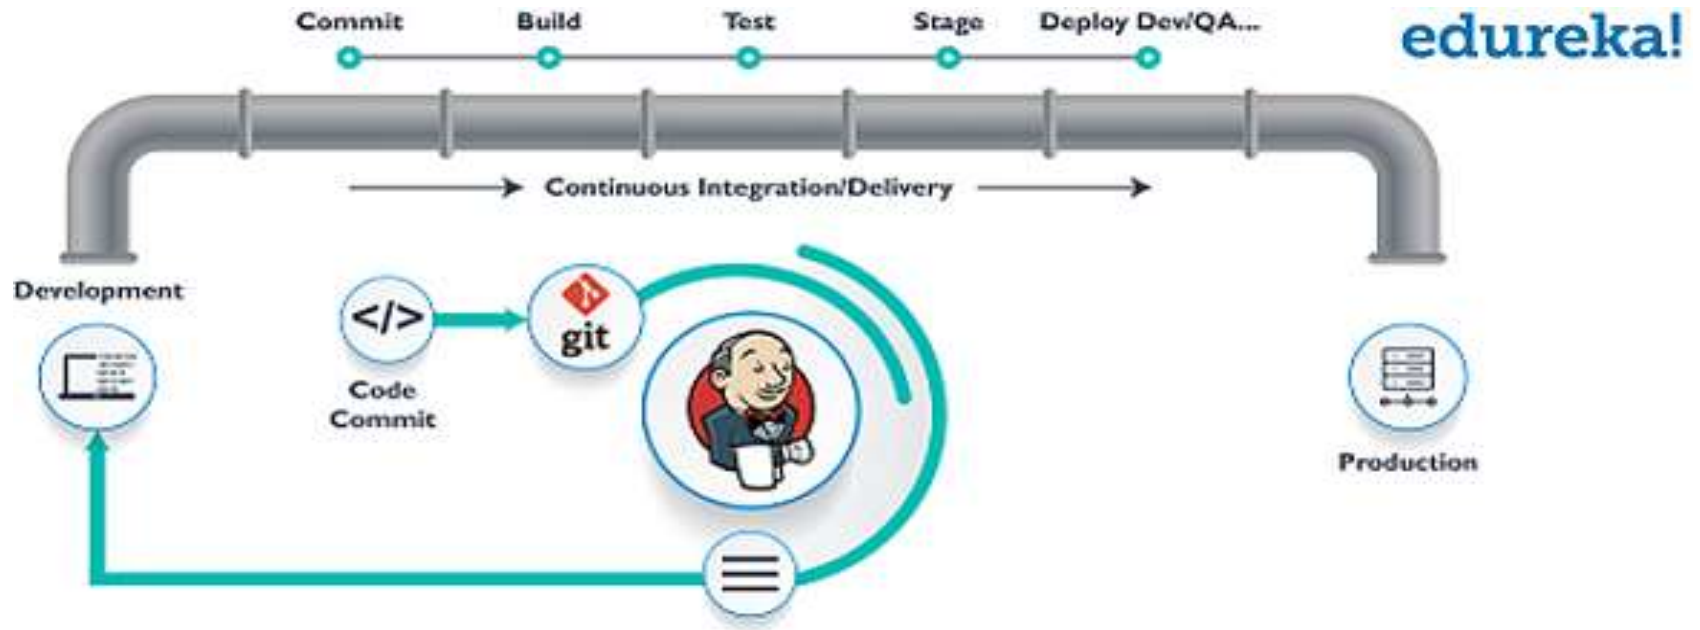 Commit Build Test Stage Deploy Dev/QA...
edureka!
Continuous Integration/Delivery
Development
git
Code
Commit
Production